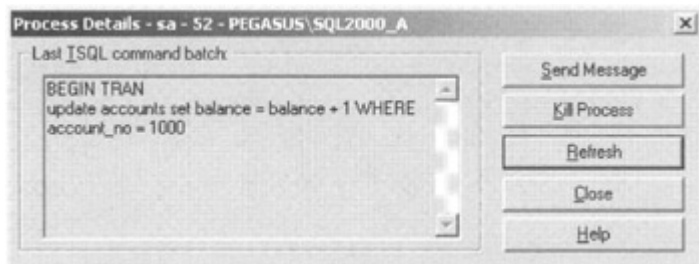 Process Details - sa - 52 - PEGASUS\SQL2000_A
Last TSQL command batch:
BEGIN TRAN
update accounts set balance = balance + 1 WHERE
account_no = 1000
Send Message
Kill Process
Refresh
Close
Help